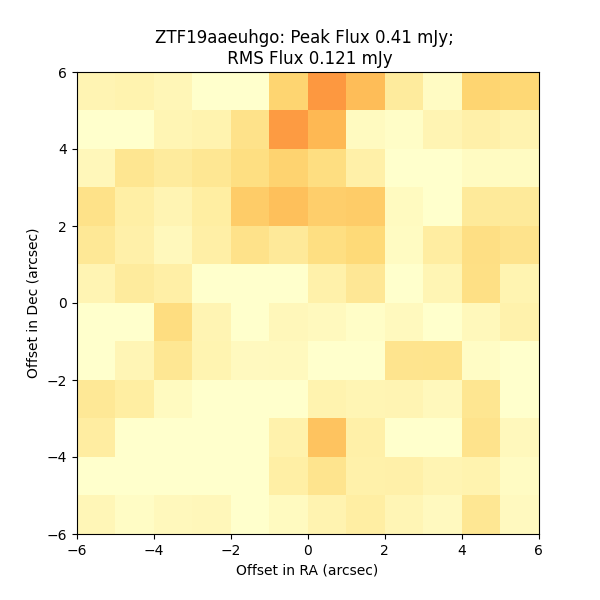 ZTF19aaeuhgo: Peak Flux 0.41 mJy;
RMS Flux 0.121 mJy
6
4
2
0
−2
−4
−6
Offset in Dec (arcsec)
−6 −4 −2 0 2 4 6
Offset in RA (arcsec)